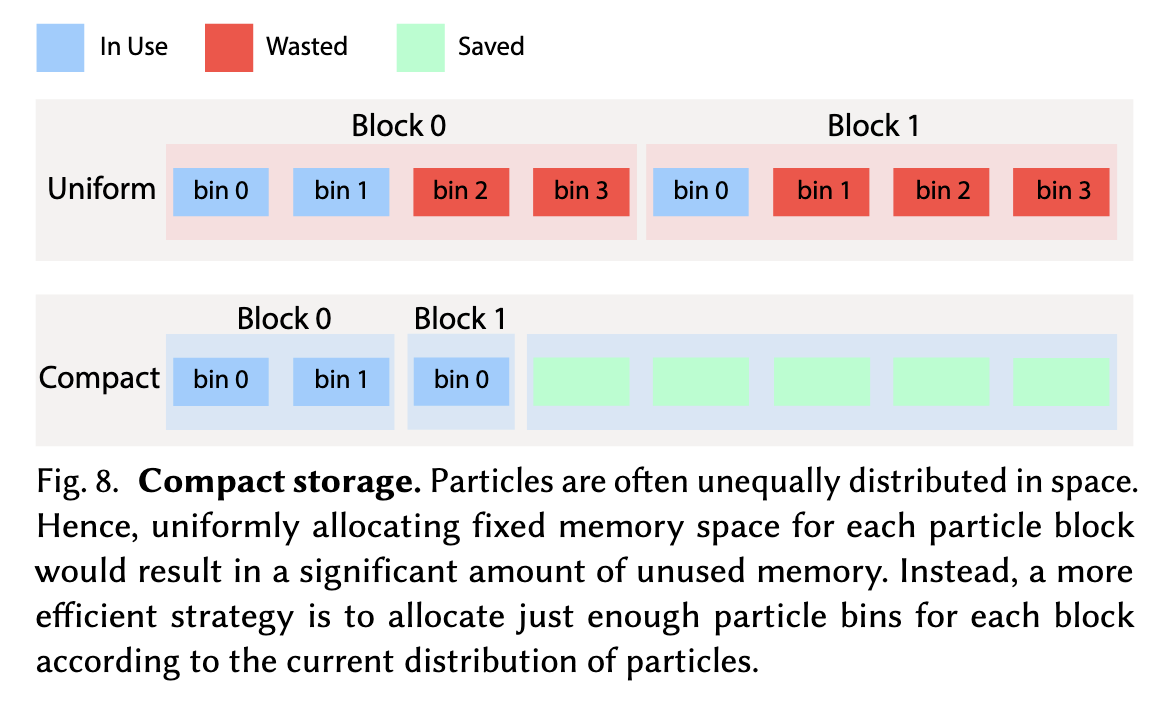 In Use Wasted Saved
Block 0 Block 1
Uniform bin 0 bin 1 bin 2 bin 3 bin 0 bin 1 bin 2 bin 3
Block 0 Block 1
Compact bin 0 bin 1 bin 0
Fig. 8. Compact storage. Particles are often unequally distributed in space.
Hence, uniformly allocating fixed memory space for each particle block
would result in a significant amount of unused memory. Instead, a more
efficient strategy is to allocate just enough particle bins for each block
according to the current distribution of particles.